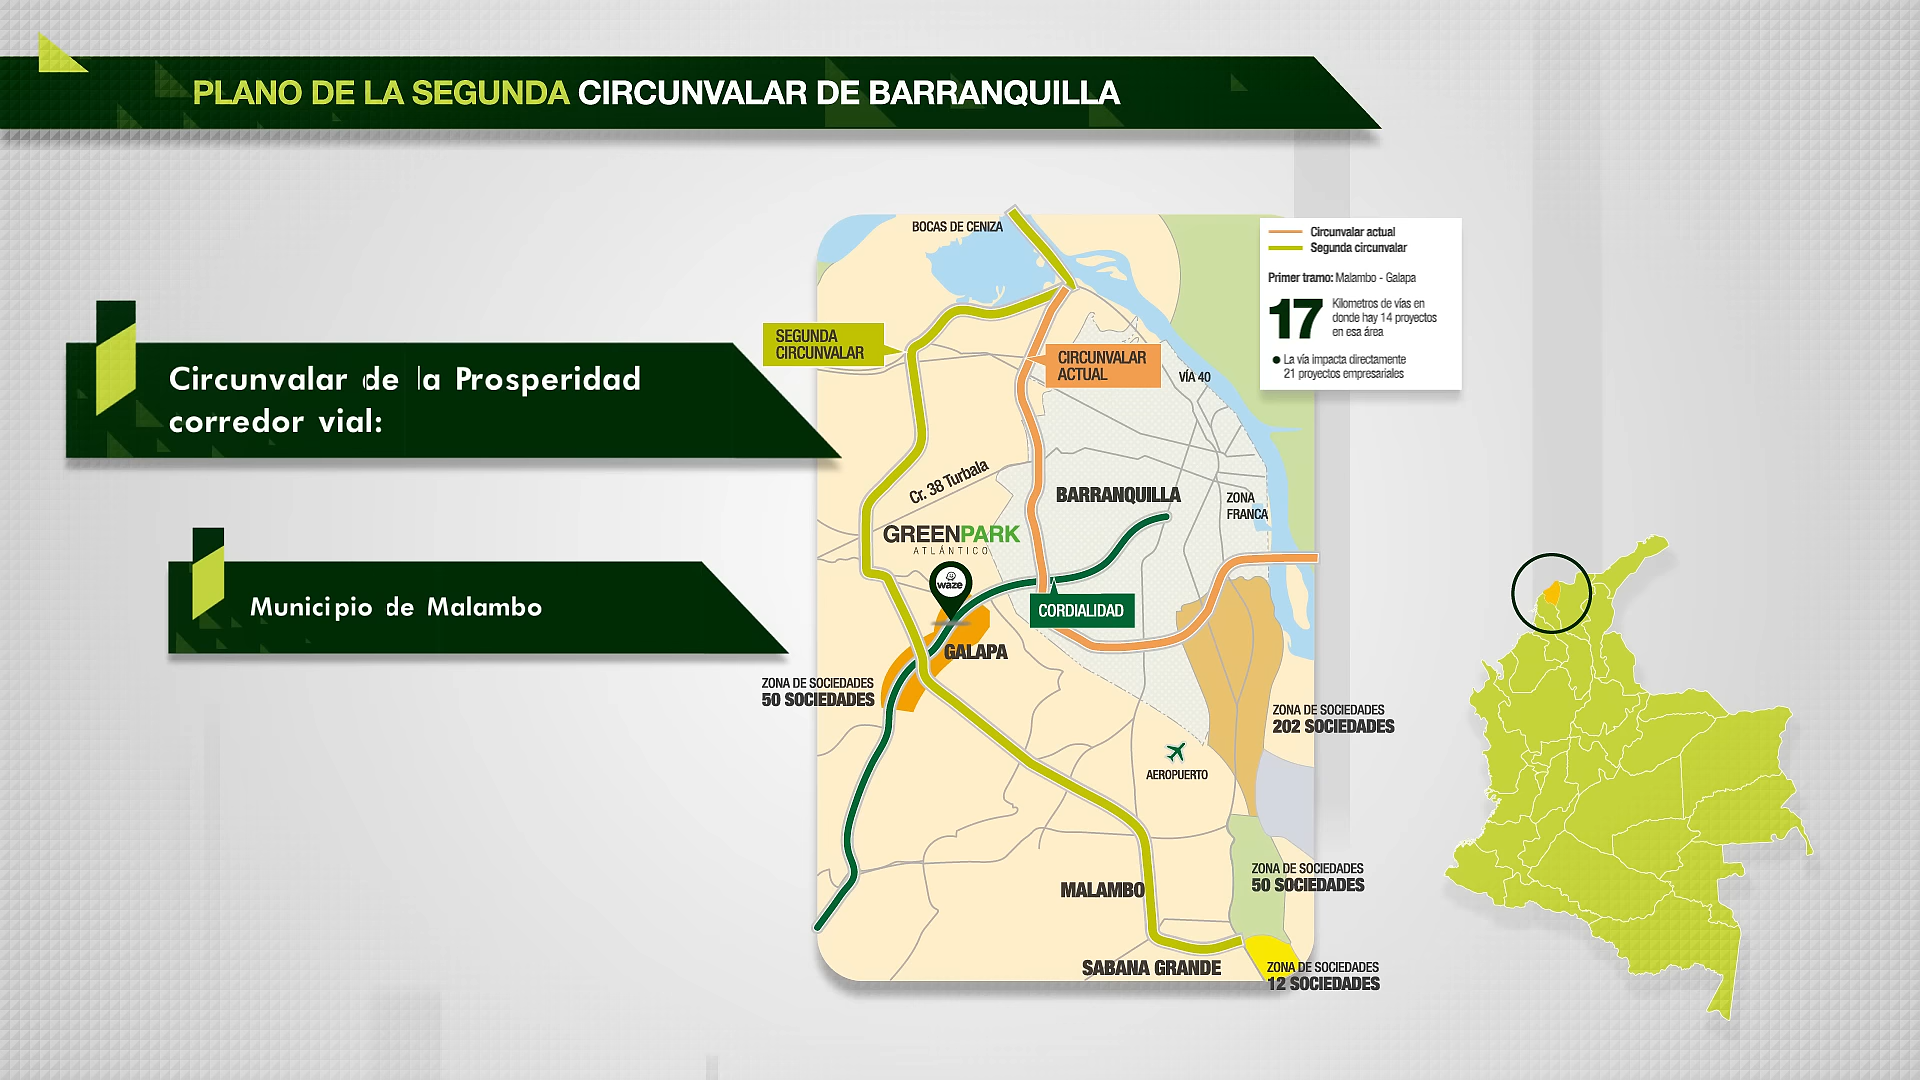 PLANO DE LA SEGUNDA CIRCUNVALAR DE BARRANQUILLA
Circunvalar de la Prosperidad
corredor vial:
Municipio de Malambo
BOCAS DE CENIZA
SEGUNDA
CIRCUNVALAR
CIRCUNVALAR
ACTUAL
VÍA 40
Cr. 38 Turbala
BARRANQUILLA
ZONA
FRANCA
GREENPARK
ATLÁNTICO
waze
CORDIALIDAD
GALAPA
ZONA DE SOCIEDADES
50 SOCIEDADES
ZONA DE SOCIEDADES
202 SOCIEDADES
AEROPUERTO
ZONA DE SOCIEDADES
50 SOCIEDADES
MALAMBO
SABANA GRANDE
ZONA DE SOCIEDADES
12 SOCIEDADES
Circunvalar actual
Segunda circunvalar
Primer tramo: Malambo - Galapa
17
Kilometros de vías en
donde hay 14 proyectos
en esa área
La vía impacta directamente
21 proyectos empresariales